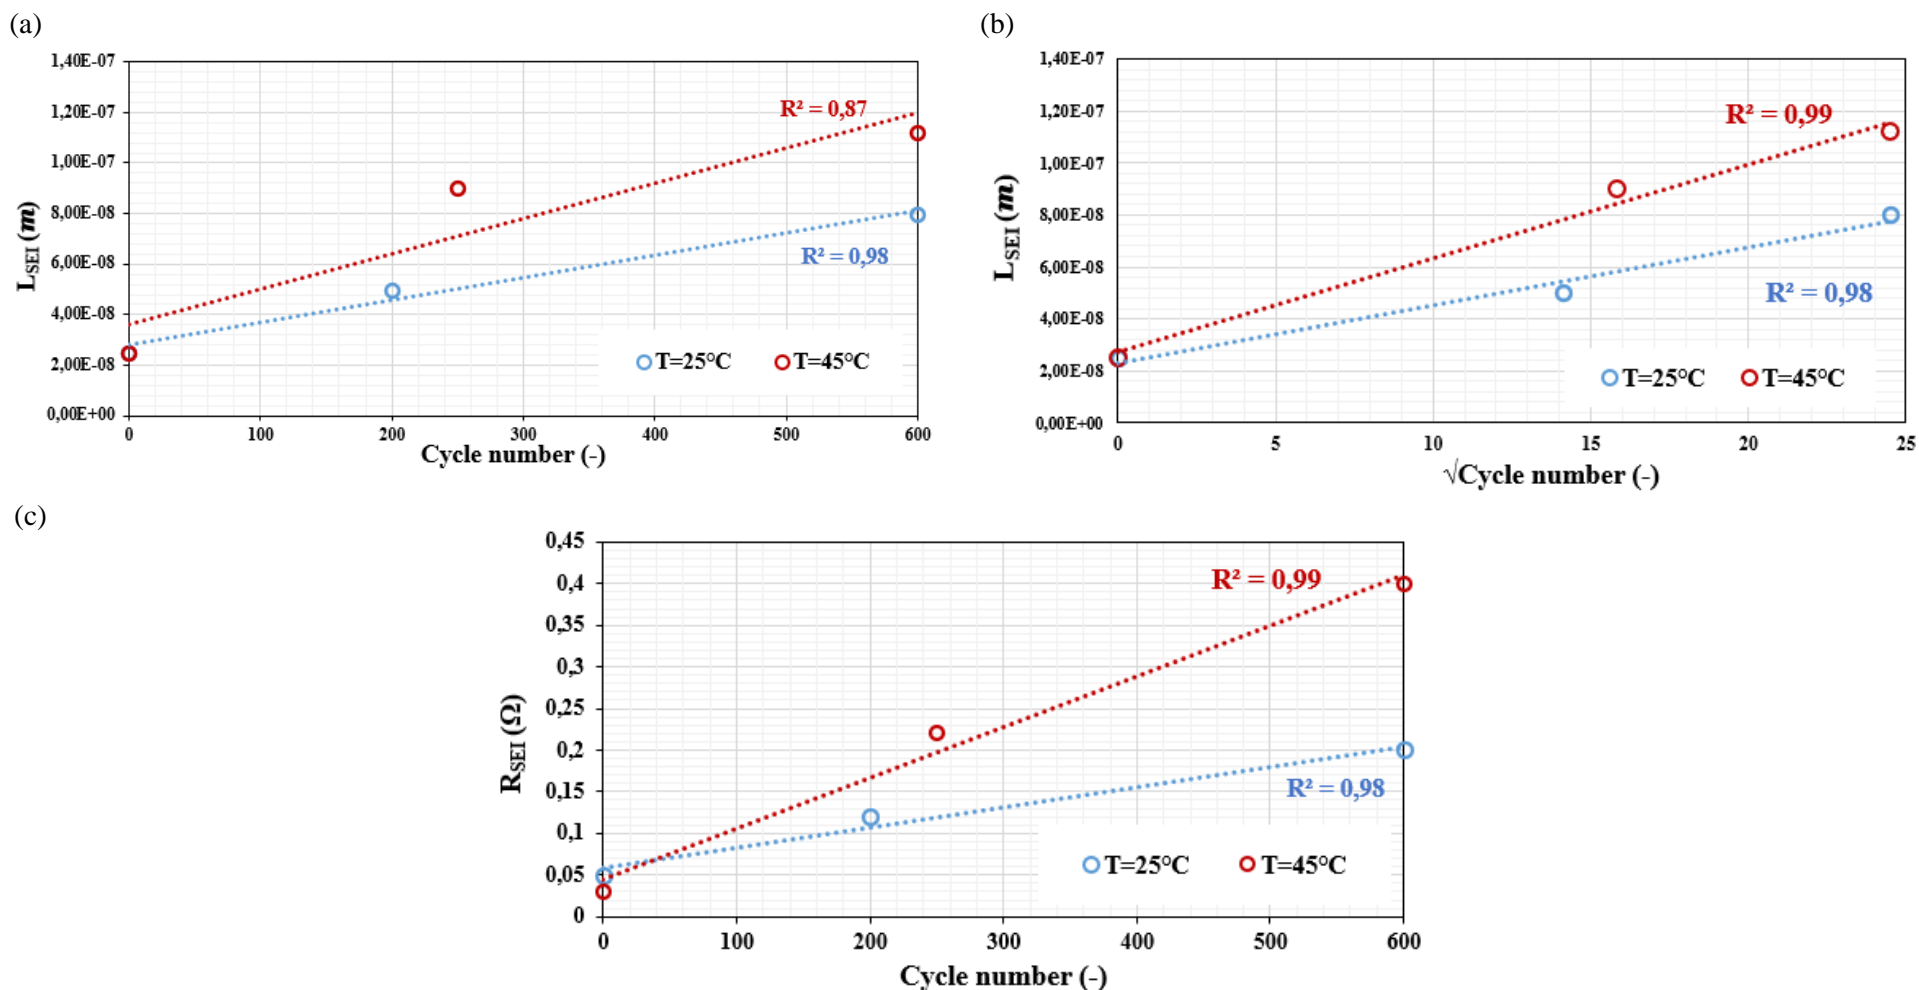 (a)
1,40E-07
1,20E-07
1,00E-07
8,00E-08
6,00E-08
4,00E-08
2,00E-08
0,00E+00
L_SEI (m)
R² = 0,87
R² = 0,98
T=25°C T=45°C
0 100 200 300 400 500 600
Cycle number (-)
(b)
1,40E-07
1,20E-07
1,00E-07
8,00E-08
6,00E-08
4,00E-08
2,00E-08
0,00E+00
L_SEI (m)
R² = 0,99
R² = 0,98
T=25°C T=45°C
0 5 10 15 20 25
√Cycle number (-)
(c)
0,45
0,4
0,35
0,3
0,25
0,2
0,15
0,1
0,05
0
R_SEI (Ω)
R² = 0,99
R² = 0,98
T=25°C T=45°C
0 100 200 300 400 500 600
Cycle number (-)